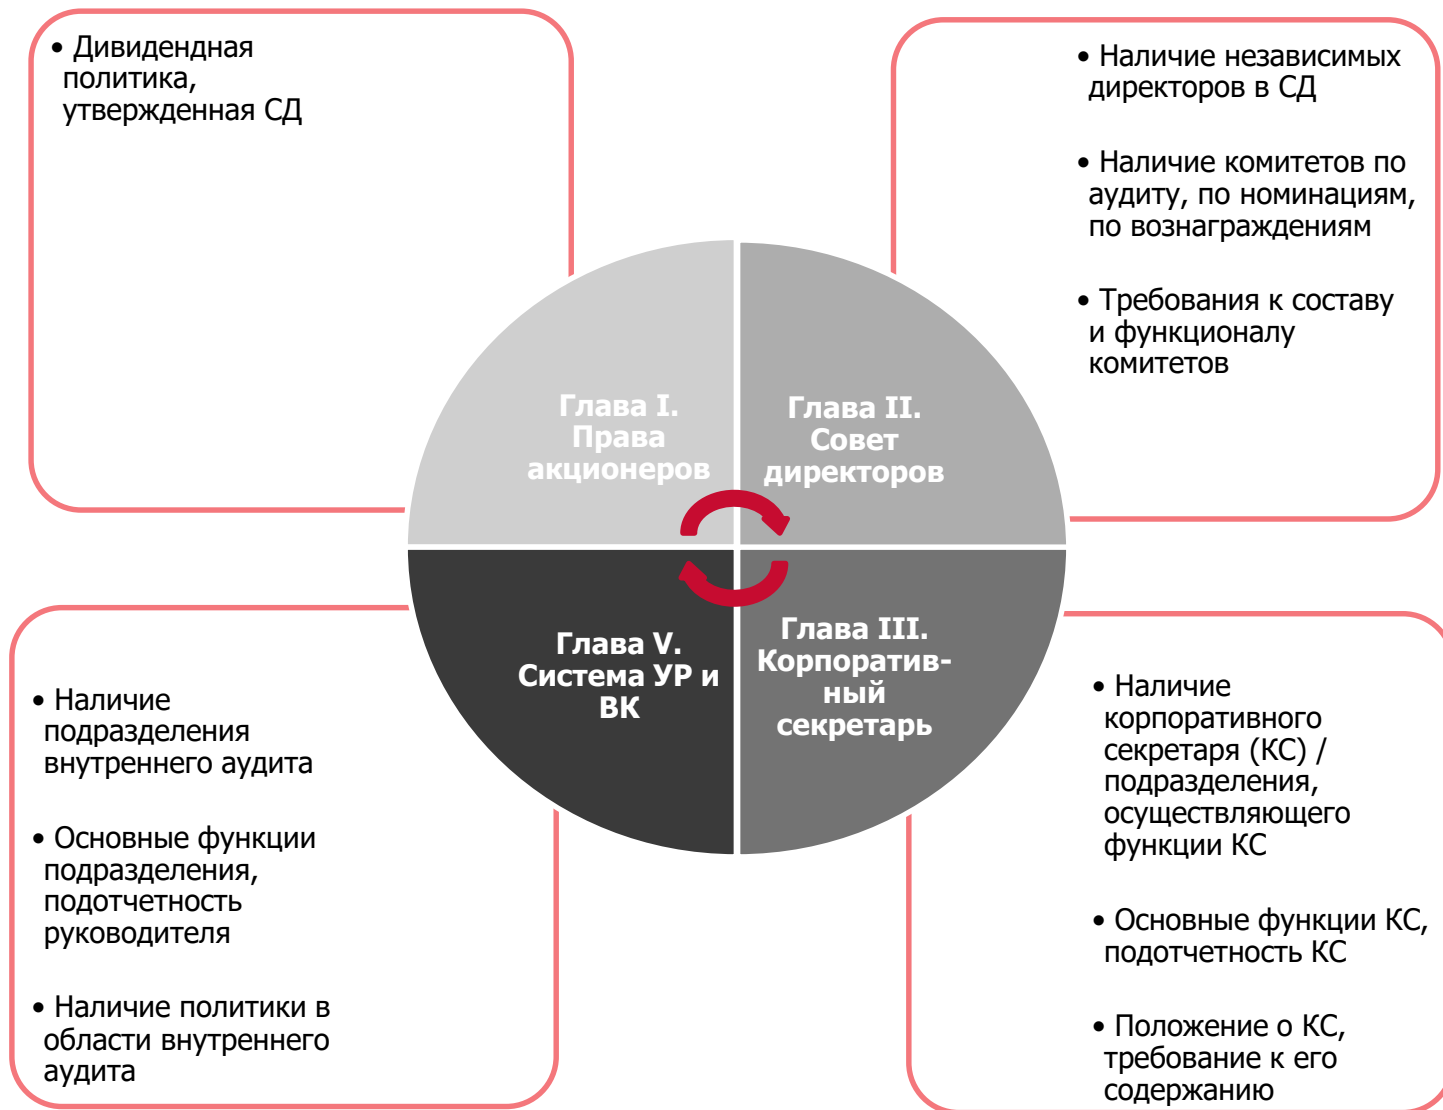 • Дивидендная
политика,
утвержденная СД
• Наличие независимых
директоров в СД
• Наличие комитетов по
аудиту, по номинациям,
по вознаграждениям
• Требования к составу
и функционалу
комитетов
Глава I.
Права
акционеров
Глава II.
Совет
директоров
Глава V.
Система УР и
ВК
Глава III.
Корпоратив-
ный
секретарь
• Наличие
подразделения
внутреннего аудита
• Основные функции
подразделения,
подотчетность
руководителя
• Наличие политики в
области внутреннего
аудита
• Наличие
корпоративного
секретаря (КС) /
подразделения,
осуществляющего
функции КС
• Основные функции КС,
подотчетность КС
• Положение о КС,
требование к его
содержанию